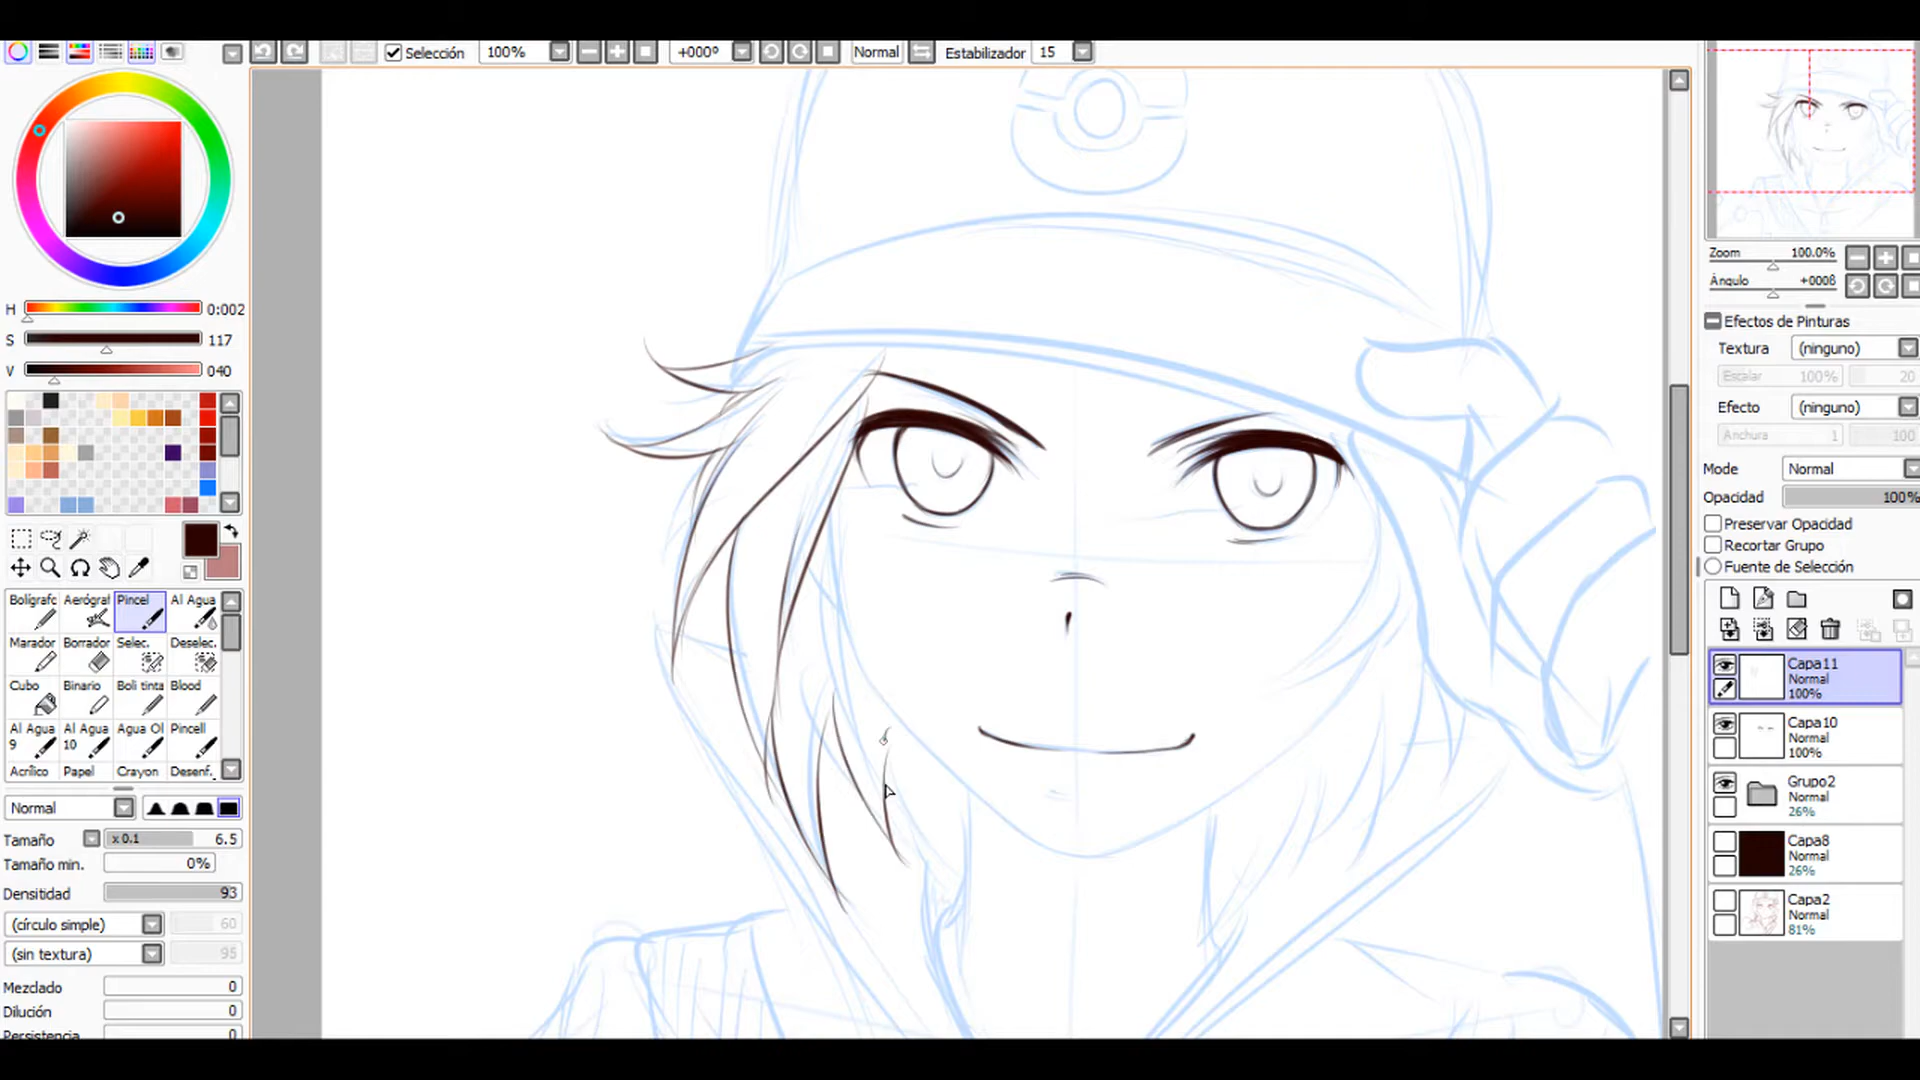 Selección 100% +000º Normal Estabilizador 15
H 0:002
S 117
V 040
Bolígrafo Aerógraf Pincel Al Agua
Marador Borrador Selec. Deselec.
Cubo Binario Boli tinta Blood
Al Agua 9 Al Agua 10 Agua Ol Pincell
Acrílico Papel Crayon Desenf.
Normal
Tamaño x 0.1 6.5
Tamaño min. 0%
Densitidad 93
(círculo simple) 60
(sin textura) 95
Mezclado 0
Dilución 0
Persistencia 0
Zoom 100.0%
Ángulo +0008
Efectos de Pinturas
Textura (ninguno)
Escalar 100% 20
Efecto (ninguno)
Anchura 1 100
Mode Normal
Opacidad 100%
Preservar Opacidad
Recortar Grupo
Fuente de Selección
Capa11
Normal
100%
Capa10
Normal
100%
Grupo2
Normal
26%
Capa8
Normal
26%
Capa2
Normal
81%